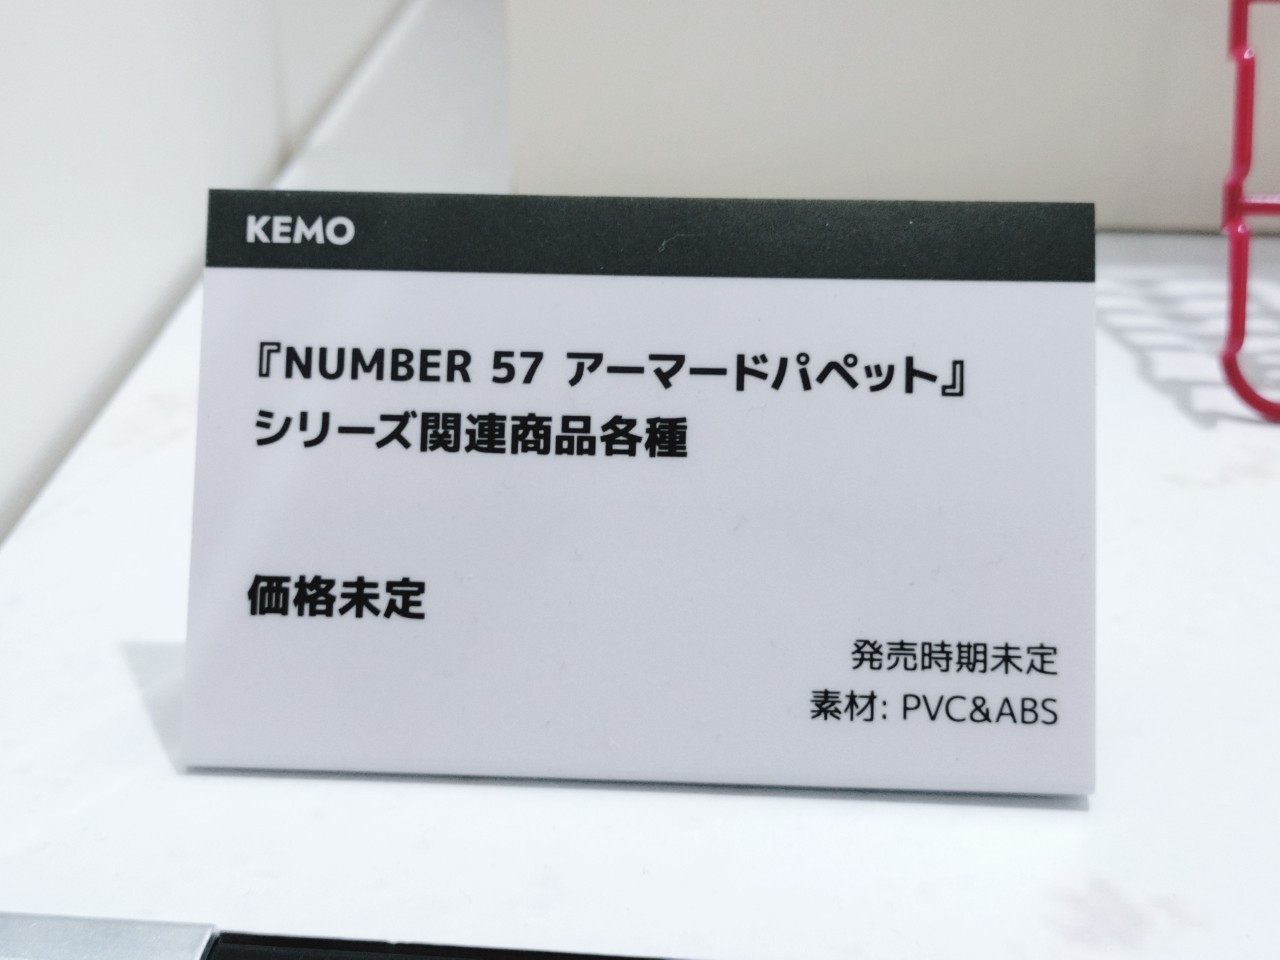 KEMO
『NUMBER 57 アーマードパペット』
シリーズ関連商品各種
価格未定
発売時期未定
素材: PVC&ABS